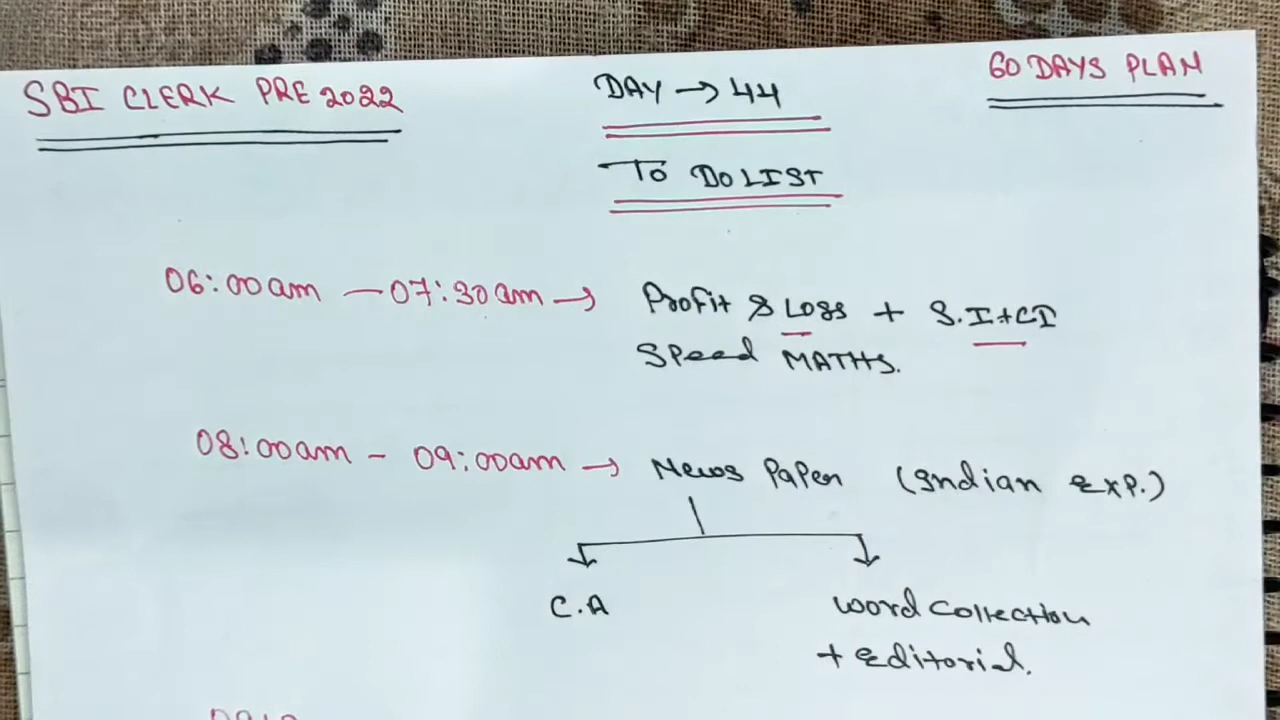 SBI CLERK PRE 2022
DAY → 44
60 DAYS PLAN
TO DO LIST
06:00am — 07:30am → Profit & Loss + S.I+CI
Speed MATHS.
08:00am - 09:00am → News Paper (Indian Exp.)
C.A
word collection
+ Editorial.